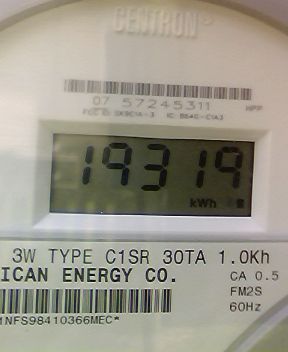 CENTRON®
07 57245311
19319
kWh
3W TYPE C1SR 30TA 1.0Kh
ICAN ENERGY CO.
CA 0.5
FM2S
60Hz
1NFS98410366MEC*